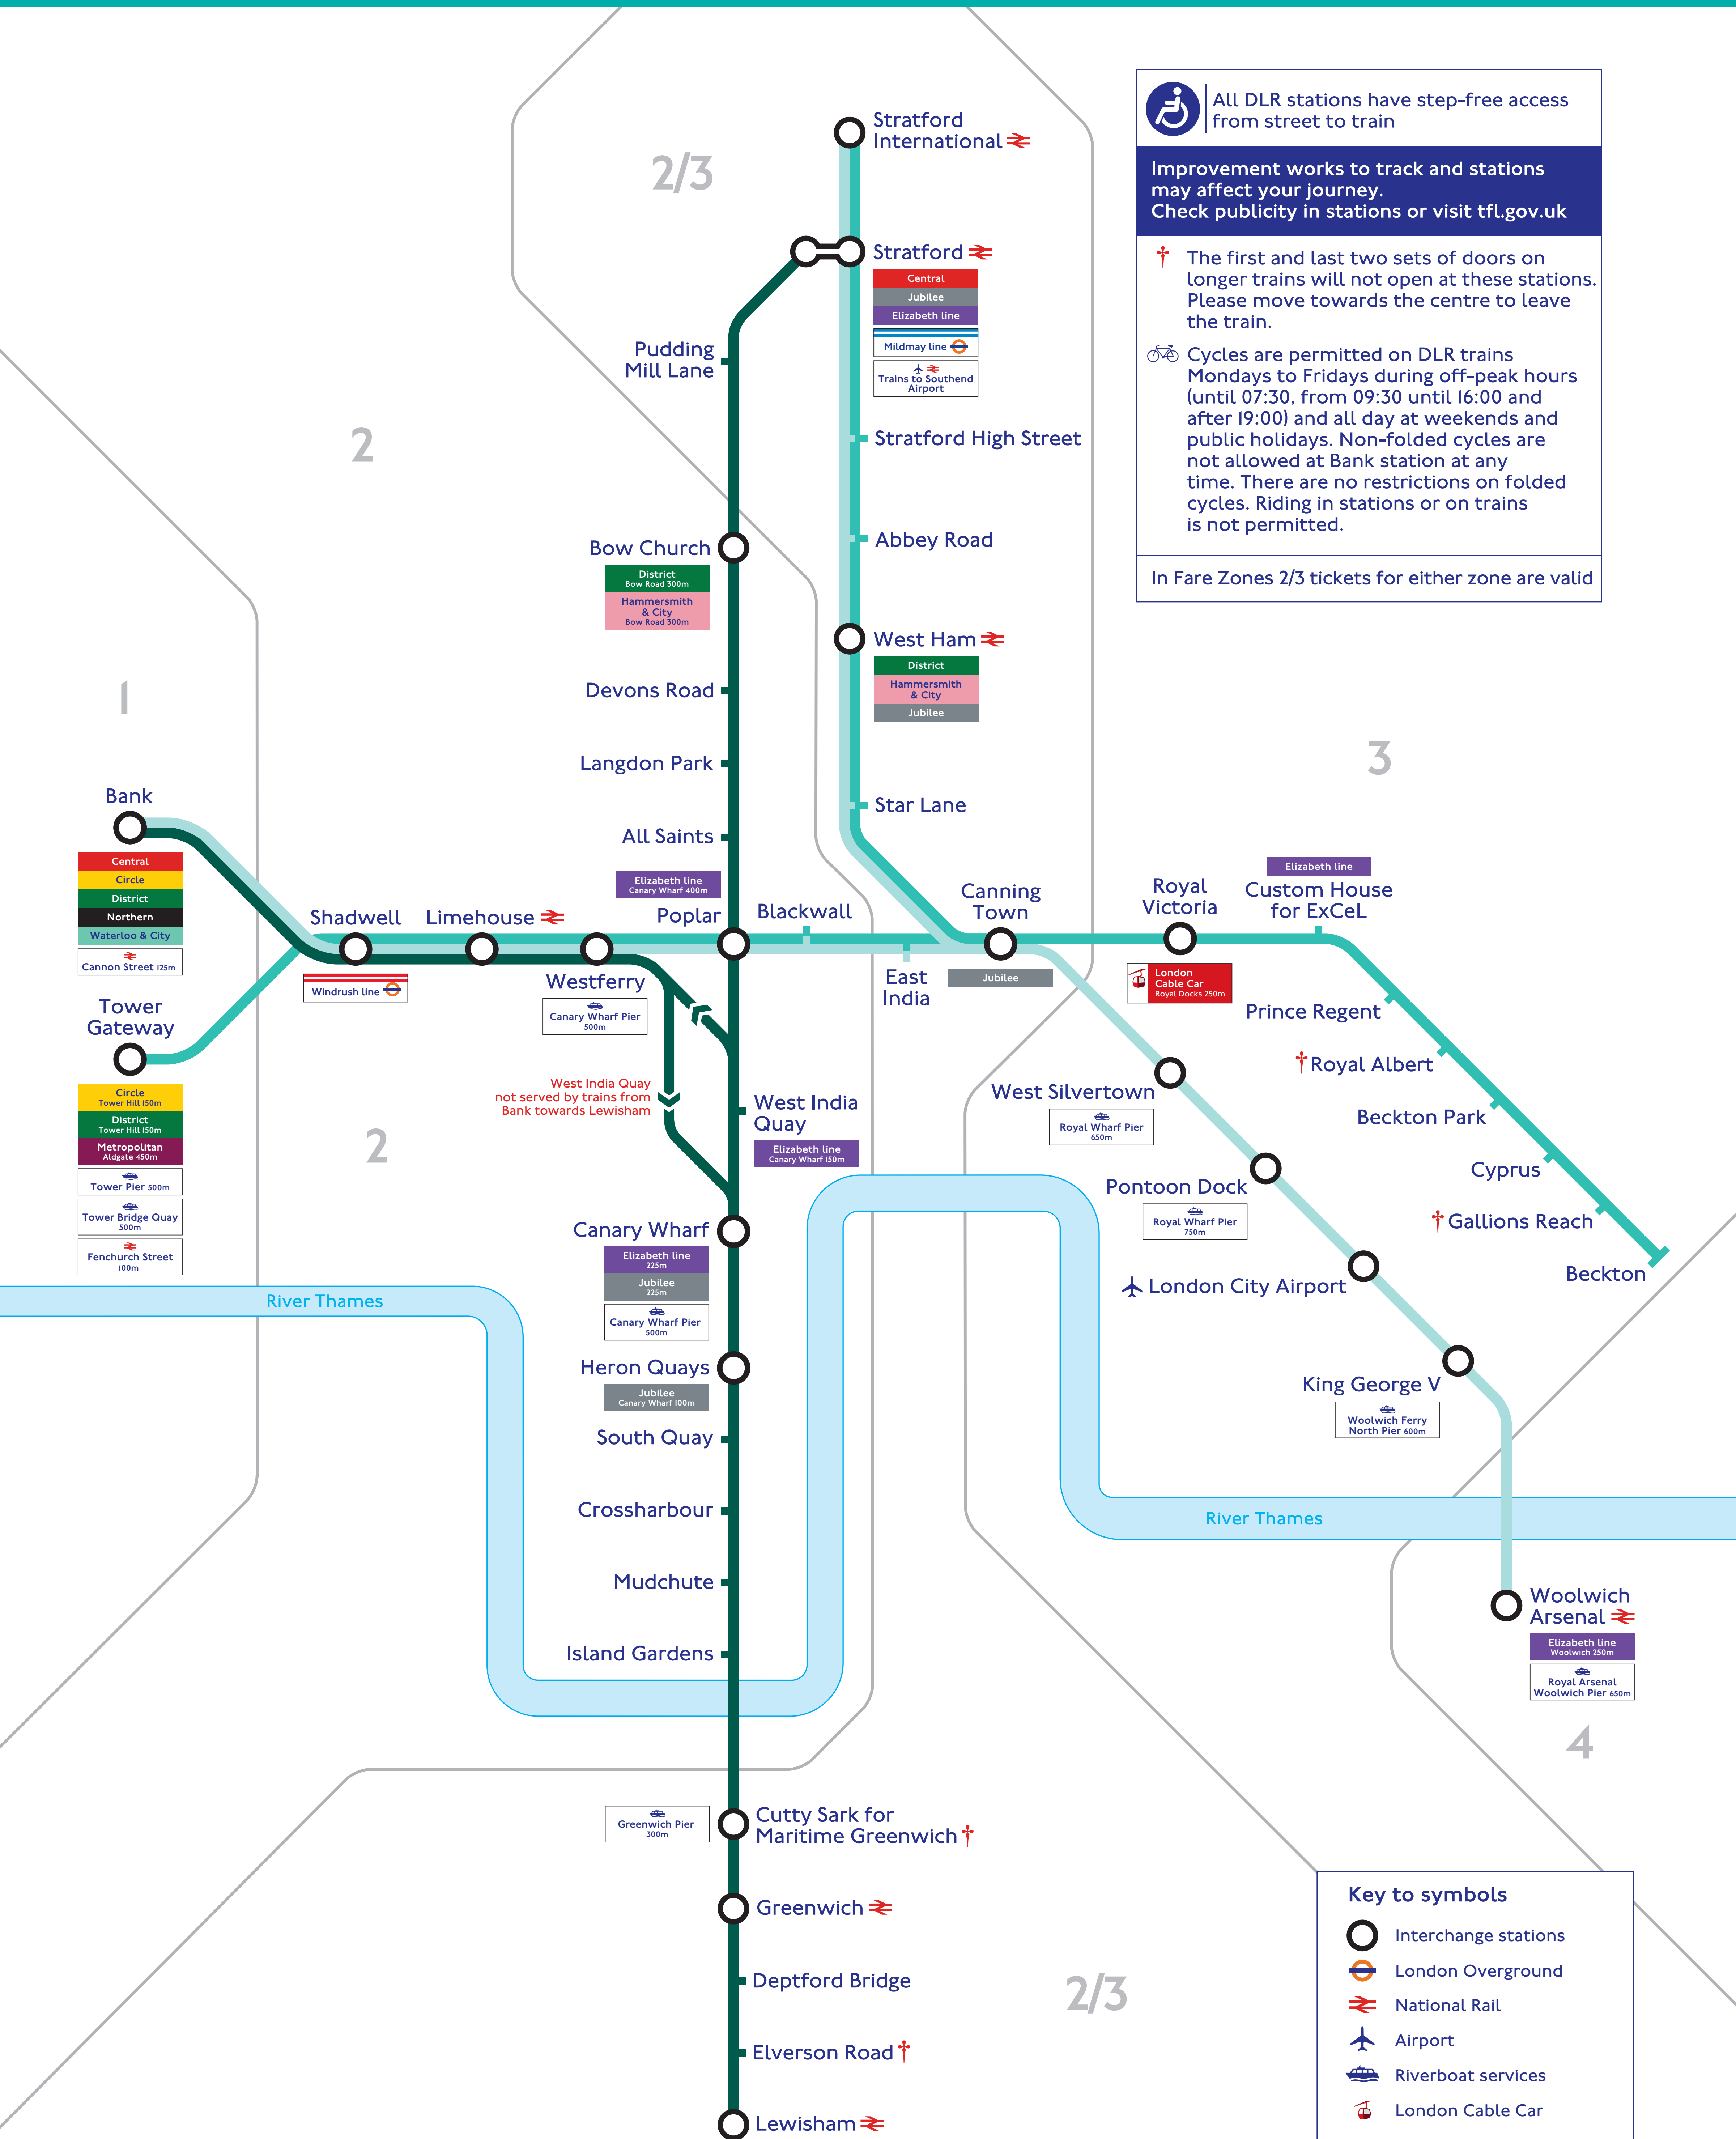 Stratford
International
All DLR stations have step-free access
from street to train
Improvement works to track and stations
may affect your journey.
Check publicity in stations or visit tfl.gov.uk
† The first and last two sets of doors on
longer trains will not open at these stations.
Please move towards the centre to leave
the train.
Cycles are permitted on DLR trains
Mondays to Fridays during off-peak hours
(until 07:30, from 09:30 until 16:00 and
after 19:00) and all day at weekends and
public holidays. Non-folded cycles are
not allowed at Bank station at any
time. There are no restrictions on folded
cycles. Riding in stations or on trains
is not permitted.
In Fare Zones 2/3 tickets for either zone are valid
2/3
Stratford
Central
Jubilee
Elizabeth line
Mildmay line
Trains to Southend
Airport
Pudding
Mill Lane
Stratford High Street
2
Abbey Road
Bow Church
District
Bow Road 300m
Hammersmith
& City
Bow Road 300m
West Ham
District
Hammersmith
& City
Jubilee
Devons Road
1
Langdon Park
3
Star Lane
All Saints
Bank
Central
Circle
District
Northern
Waterloo & City
Cannon Street 125m
Shadwell
Windrush line
Limehouse
Westferry
Canary Wharf Pier
500m
Elizabeth line
Canary Wharf 400m
Poplar
Blackwall
East
India
Canning
Town
Jubilee
Royal
Victoria
London
Cable Car
Royal Docks 250m
Elizabeth line
Custom House
for ExCeL
Prince Regent
†Royal Albert
Beckton Park
Cyprus
†Gallions Reach
Beckton
Tower
Gateway
Circle
Tower Hill 150m
District
Tower Hill 150m
Metropolitan
Aldgate 450m
Tower Pier 500m
Tower Bridge Quay
500m
Fenchurch Street
100m
West India Quay
not served by trains from
Bank towards Lewisham
West India
Quay
Elizabeth line
Canary Wharf 150m
2
West Silvertown
Royal Wharf Pier
650m
Pontoon Dock
Royal Wharf Pier
750m
London City Airport
King George V
Woolwich Ferry
North Pier 600m
River Thames
Canary Wharf
Elizabeth line
225m
Jubilee
225m
Canary Wharf Pier
500m
Heron Quays
Jubilee
Canary Wharf 100m
South Quay
Crossharbour
River Thames
Mudchute
Island Gardens
Woolwich
Arsenal
Elizabeth line
Woolwich 250m
Royal Arsenal
Woolwich Pier 650m
4
Greenwich Pier
300m
Cutty Sark for
Maritime Greenwich†
Greenwich
Deptford Bridge
2/3
Elverson Road†
Lewisham
Key to symbols
Interchange stations
London Overground
National Rail
Airport
Riverboat services
London Cable Car